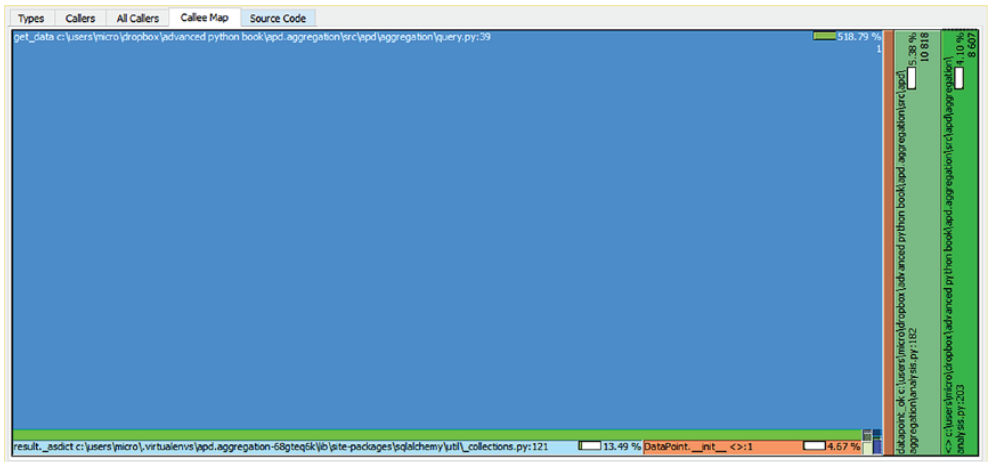 Types Callers All Callers Callee Map Source Code
get_data c:\users\micro\dropbox\advanced python book\apd.aggregation\src\apd\aggregation\query.py:39 518.79 %
1
datapoint_ok c:\users\micro\dropbox\advanced python book\apd.aggregation\src\apd\ 5.38 %
aggregation\analysis.py:182 10 818
<> c:\users\micro\dropbox\advanced python book\apd.aggregation\src\apd\aggregation\ 4.10 %
analysis.py:203 8 607
result._asdict c:\users\micro\.virtualenvs\apd.aggregation-68gteq6k\lib\site-packages\sqlalchemy\util\_collections.py:121 13.49 % DataPoint.__init__ <>:1 4.67 %